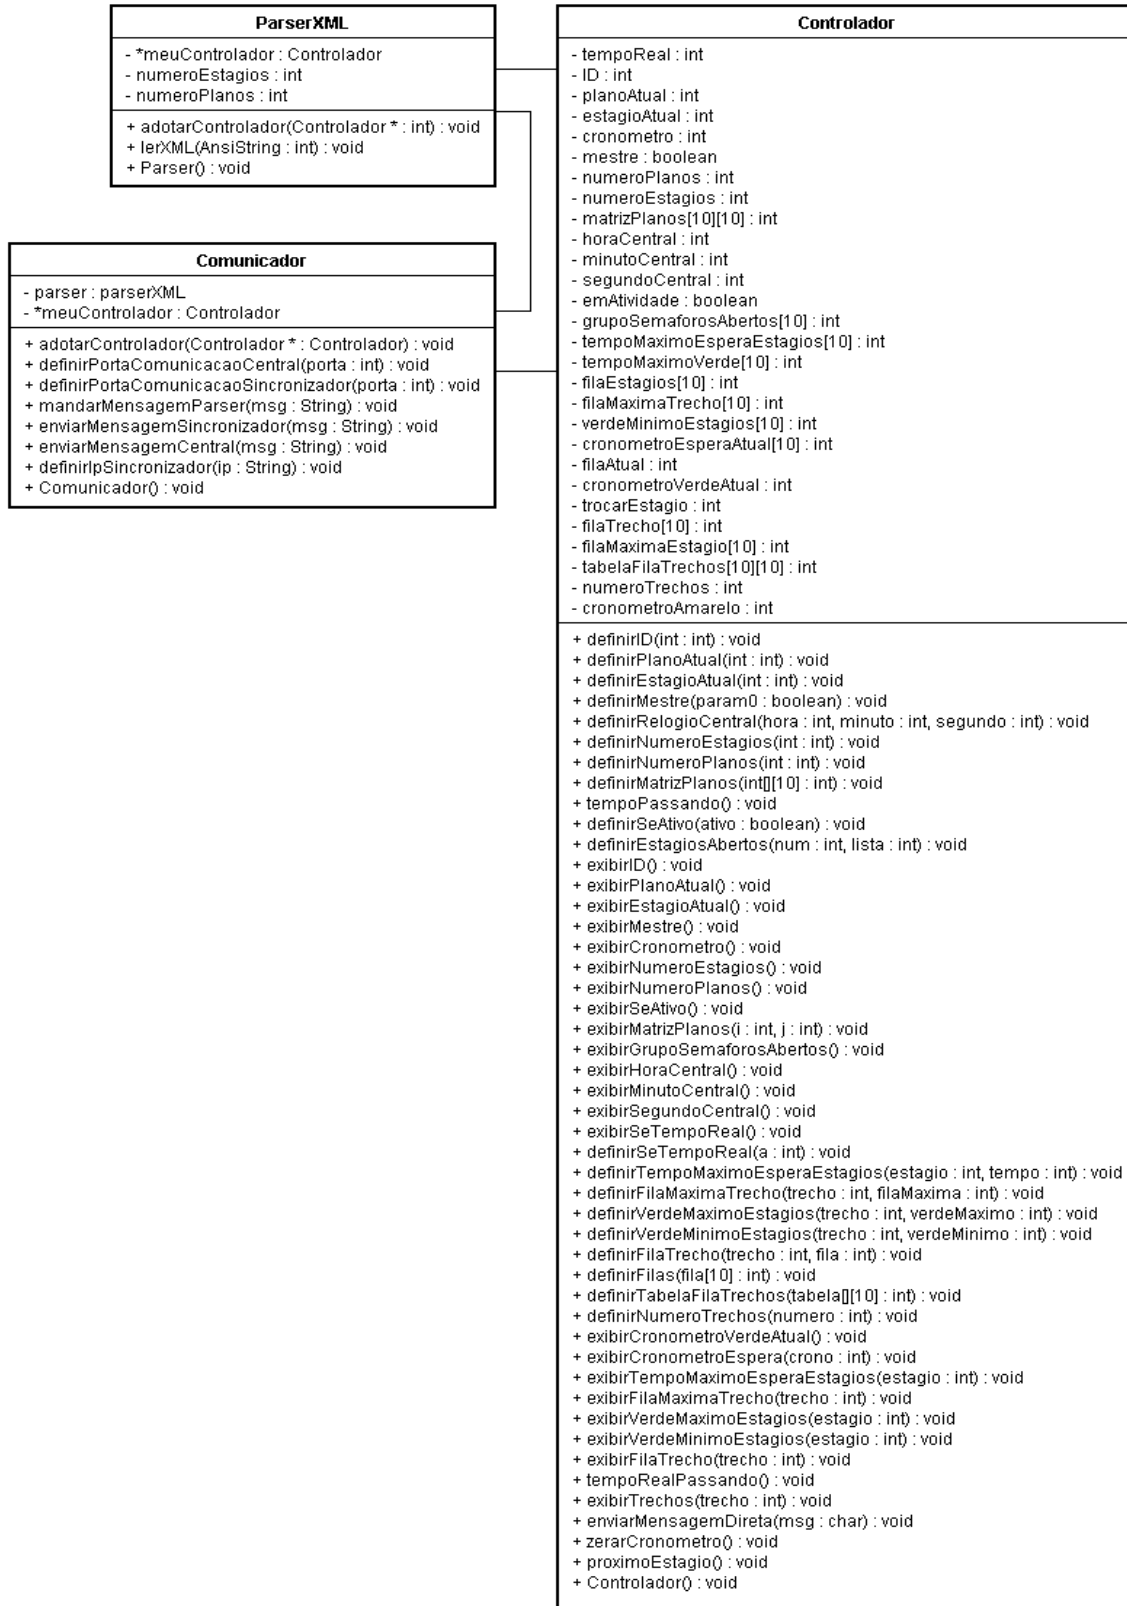 ParserXML
- *meuControlador : Controlador
- numeroEstagios : int
- numeroPlanos : int
+ adotarControlador(Controlador * : int) : void
+ lerXML(AnsiString : int) : void
+ Parser() : void
Comunicador
- parser : parserXML
- *meuControlador : Controlador
+ adotarControlador(Controlador * : Controlador) : void
+ definirPortaComunicacaoCentral(porta : int) : void
+ definirPortaComunicacaoSincronizador(porta : int) : void
+ mandarMensagemParser(msg : String) : void
+ enviarMensagemSincronizador(msg : String) : void
+ enviarMensagemCentral(msg : String) : void
+ definirIpSincronizador(ip : String) : void
+ Comunicador() : void
Controlador
- tempoReal : int
- ID : int
- planoAtual : int
- estagioAtual : int
- cronometro : int
- mestre : boolean
- numeroPlanos : int
- numeroEstagios : int
- matrizPlanos[10][10] : int
- horaCentral : int
- minutoCentral : int
- segundoCentral : int
- emAtividade : boolean
- grupoSemaforosAbertos[10] : int
- tempoMaximoEsperaEstagios[10] : int
- tempoMaximoVerde[10] : int
- filaEstagios[10] : int
- filaMaximaTrecho[10] : int
- verdeMinimoEstagios[10] : int
- cronometroEsperaAtual[10] : int
- filaAtual : int
- cronometroVerdeAtual : int
- trocarEstagio : int
- filaTrecho[10] : int
- filaMaximaEstagio[10] : int
- tabelaFilaTrechos[10][10] : int
- numeroTrechos : int
- cronometroAmarelo : int
+ definirID(int : int) : void
+ definirPlanoAtual(int : int) : void
+ definirEstagioAtual(int : int) : void
+ definirMestre(param0 : boolean) : void
+ definirRelogioCentral(hora : int, minuto : int, segundo : int) : void
+ definirNumeroEstagios(int : int) : void
+ definirNumeroPlanos(int : int) : void
+ definirMatrizPlanos(int[][10] : int) : void
+ tempoPassando() : void
+ definirSeAtivo(ativo : boolean) : void
+ definirEstagiosAbertos(num : int, lista : int) : void
+ exibirID() : void
+ exibirPlanoAtual() : void
+ exibirEstagioAtual() : void
+ exibirMestre() : void
+ exibirCronometro() : void
+ exibirNumeroEstagios() : void
+ exibirNumeroPlanos() : void
+ exibirSeAtivo() : void
+ exibirMatrizPlanos(i : int, j : int) : void
+ exibirGrupoSemaforosAbertos() : void
+ exibirHoraCentral() : void
+ exibirMinutoCentral() : void
+ exibirSegundoCentral() : void
+ exibirSeTempoReal() : void
+ definirSeTempoReal(a : int) : void
+ definirTempoMaximoEsperaEstagios(estagio : int, tempo : int) : void
+ definirFilaMaximaTrecho(trecho : int, filaMaxima : int) : void
+ definirVerdeMaximoEstagios(trecho : int, verdeMaximo : int) : void
+ definirVerdeMinimoEstagios(trecho : int, verdeMinimo : int) : void
+ definirFilaTrecho(trecho : int, fila : int) : void
+ definirFilas(fila[10] : int) : void
+ definirTabelaFilaTrechos(tabela[][10] : int) : void
+ definirNumeroTrechos(numero : int) : void
+ exibirCronometroVerdeAtual() : void
+ exibirCronometroEspera(crono : int) : void
+ exibirTempoMaximoEsperaEstagios(estagio : int) : void
+ exibirFilaMaximaTrecho(trecho : int) : void
+ exibirVerdeMaximoEstagios(estagio : int) : void
+ exibirVerdeMinimoEstagios(estagio : int) : void
+ exibirFilaTrecho(trecho : int) : void
+ tempoRealPassando() : void
+ exibirTrechos(trecho : int) : void
+ enviarMensagemDireta(msg : char) : void
+ zerarCronometro() : void
+ proximoEstagio() : void
+ Controlador() : void